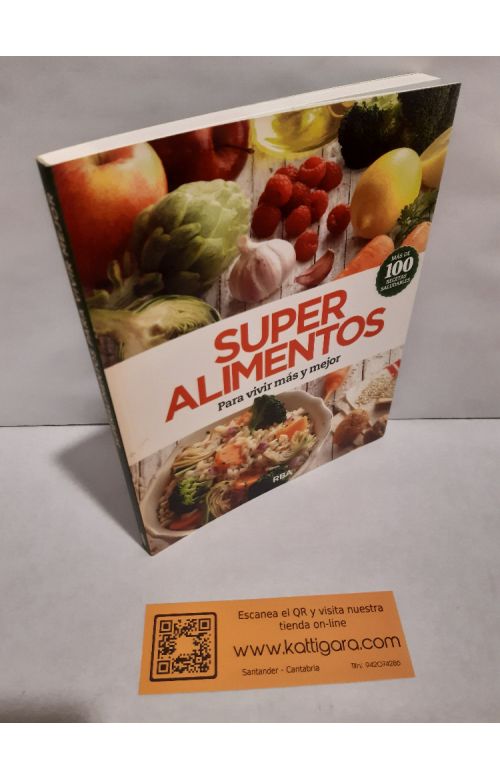 MÁS DE
100
RECETAS
SALUDABLES
SUPER
ALIMENTOS
Para vivir más y mejor
RBA
Escanea el QR y visita nuestra
tienda on-line
www.kattigara.com
Santander - Cantabria
Tfn: 942074286